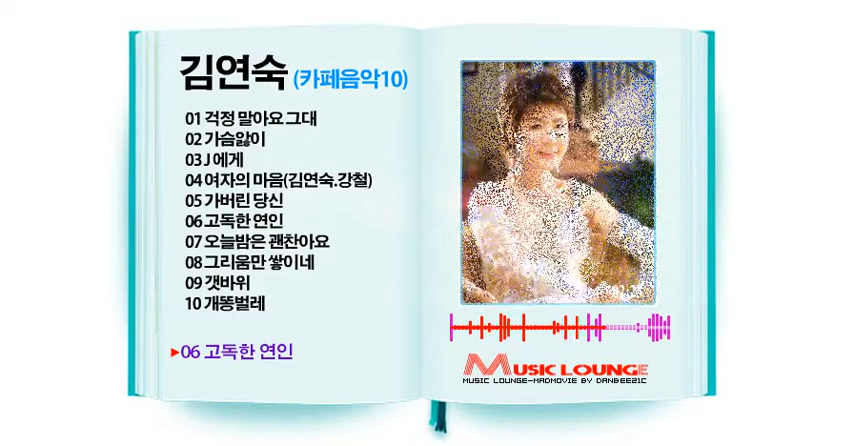 김연숙 (카페음악10)
01 걱정 말아요 그대
02 가슴앓이
03 J 에게
04 여자의 마음(김연숙.강철)
05 가버린 당신
06 고독한 연인
07 오늘밤은 괜찬아요
08 그리움만 쌓이네
09 갯바위
10 개똥벌레
▶06 고독한 연인
MUSIC LOUNGE
MUSIC LOUNGE-MADMOVIE BY DANBEE21C